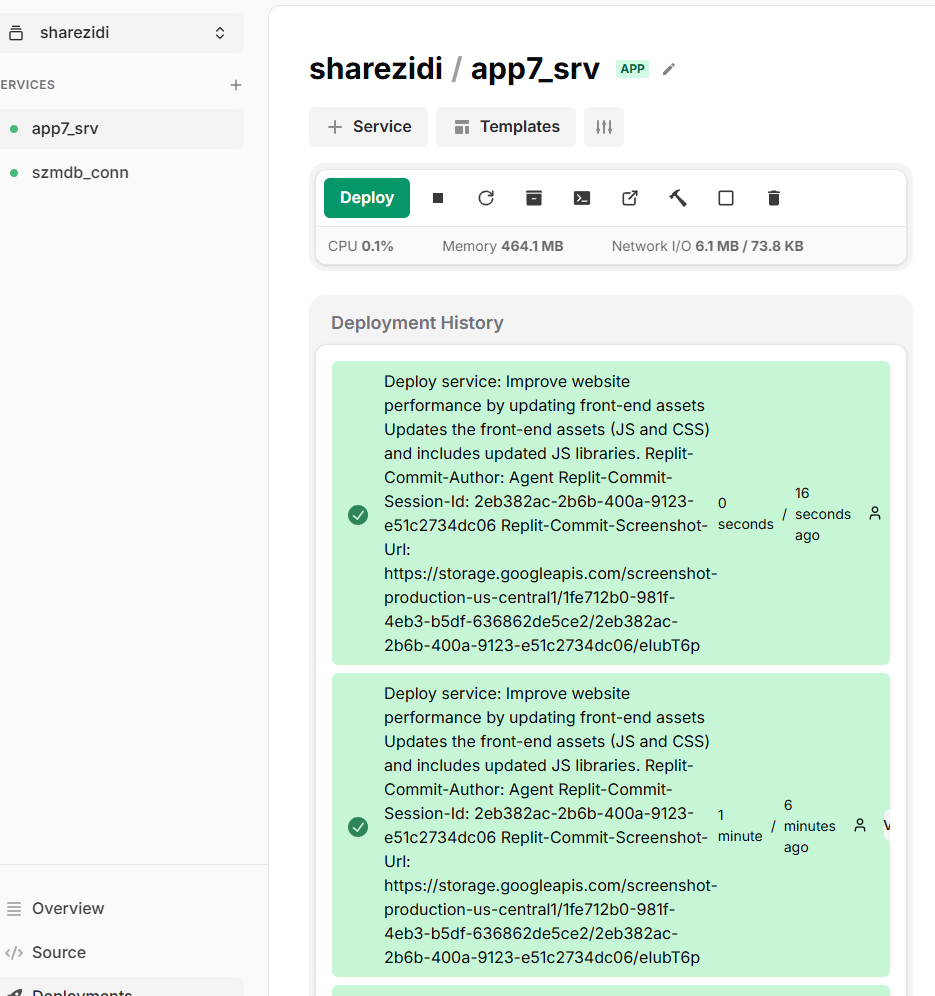 sharezidi
ERVICES
app7_srv
szmdb_conn
Overview
Source
Deployments
sharezidi / app7_srv APP
Service
Templates
Deploy
CPU 0.1% Memory 464.1 MB Network I/O 6.1 MB / 73.8 KB
Deployment History
Deploy service: Improve website
performance by updating front-end assets
Updates the front-end assets (JS and CSS)
and includes updated JS libraries. Replit-
Commit-Author: Agent Replit-Commit-
Session-Id: 2eb382ac-2b6b-400a-9123-
e51c2734dc06 Replit-Commit-Screenshot-
Url:
https://storage.googleapis.com/screenshot-
production-us-central1/1fe712b0-981f-
4eb3-b5df-636862de5ce2/2eb382ac-
2b6b-400a-9123-e51c2734dc06/eIubT6p
0
seconds
/
16
seconds
ago
Deploy service: Improve website
performance by updating front-end assets
Updates the front-end assets (JS and CSS)
and includes updated JS libraries. Replit-
Commit-Author: Agent Replit-Commit-
Session-Id: 2eb382ac-2b6b-400a-9123-
e51c2734dc06 Replit-Commit-Screenshot-
Url:
https://storage.googleapis.com/screenshot-
production-us-central1/1fe712b0-981f-
4eb3-b5df-636862de5ce2/2eb382ac-
2b6b-400a-9123-e51c2734dc06/eIubT6p
1
minute
/
6
minutes
ago